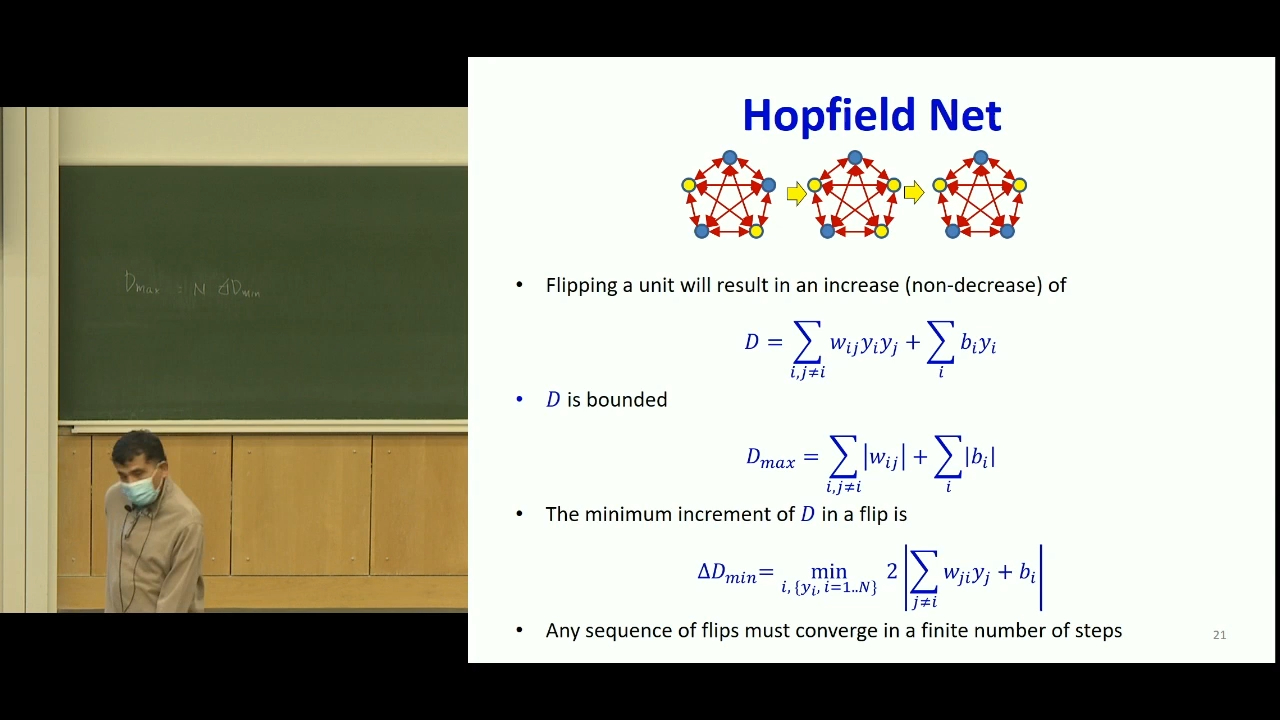 Hopfield Net
• Flipping a unit will result in an increase (non-decrease) of
D = ∑_{i,j≠i} w_{ij}y_iy_j + ∑_i b_iy_i
• D is bounded
D_{max} = ∑_{i,j≠i} |w_{ij}| + ∑_i |b_i|
• The minimum increment of D in a flip is
ΔD_{min} = min_{i, {y_i, i=1..N}} 2 |∑_{j≠i} w_{ji}y_j + b_i|
• Any sequence of flips must converge in a finite number of steps
21
D_{max} : N ΔD_{min}